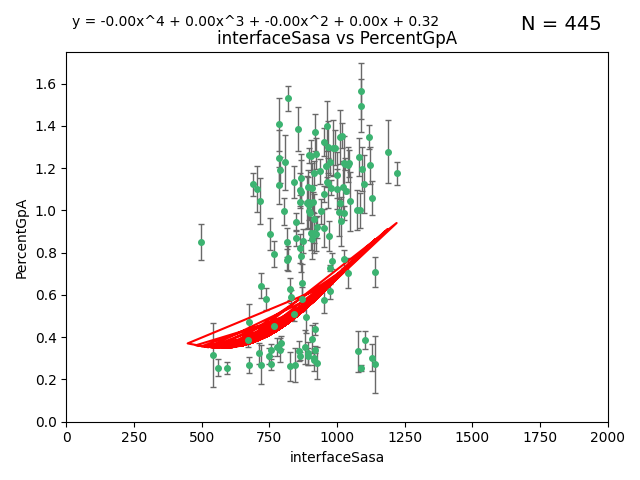 y = -0.00x^4 + 0.00x^3 + -0.00x^2 + 0.00x + 0.32
N = 445
interfaceSasa vs PercentGpA
PercentGpA
1.6
1.4
1.2
1.0
0.8
0.6
0.4
0.2
0.0
0 250 500 750 1000 1250 1500 1750 2000
interfaceSasa